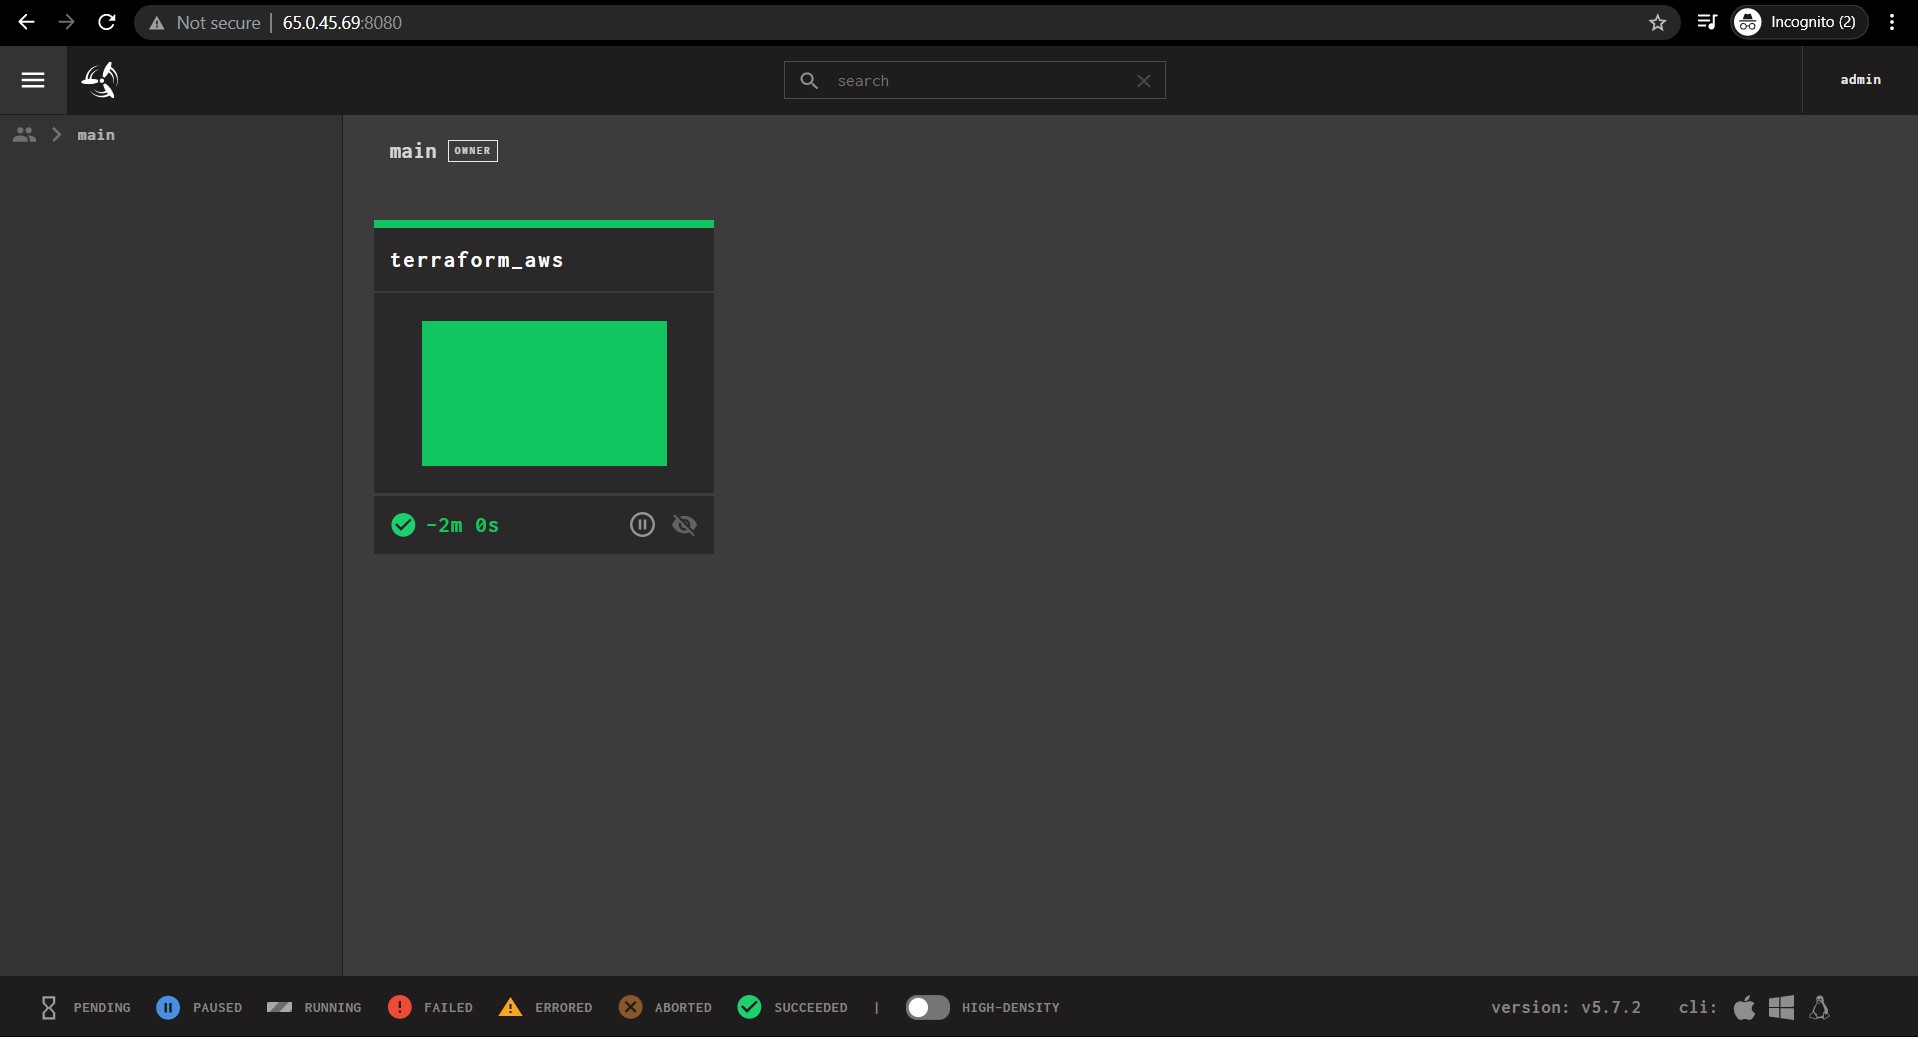 Not secure | 65.0.45.69:8080
Incognito (2)
search
admin
main
main OWNER
terraform_aws
-2m 0s
PENDING PAUSED RUNNING FAILED ERRORED ABORTED SUCCEEDED | HIGH-DENSITY version: v5.7.2 cli: